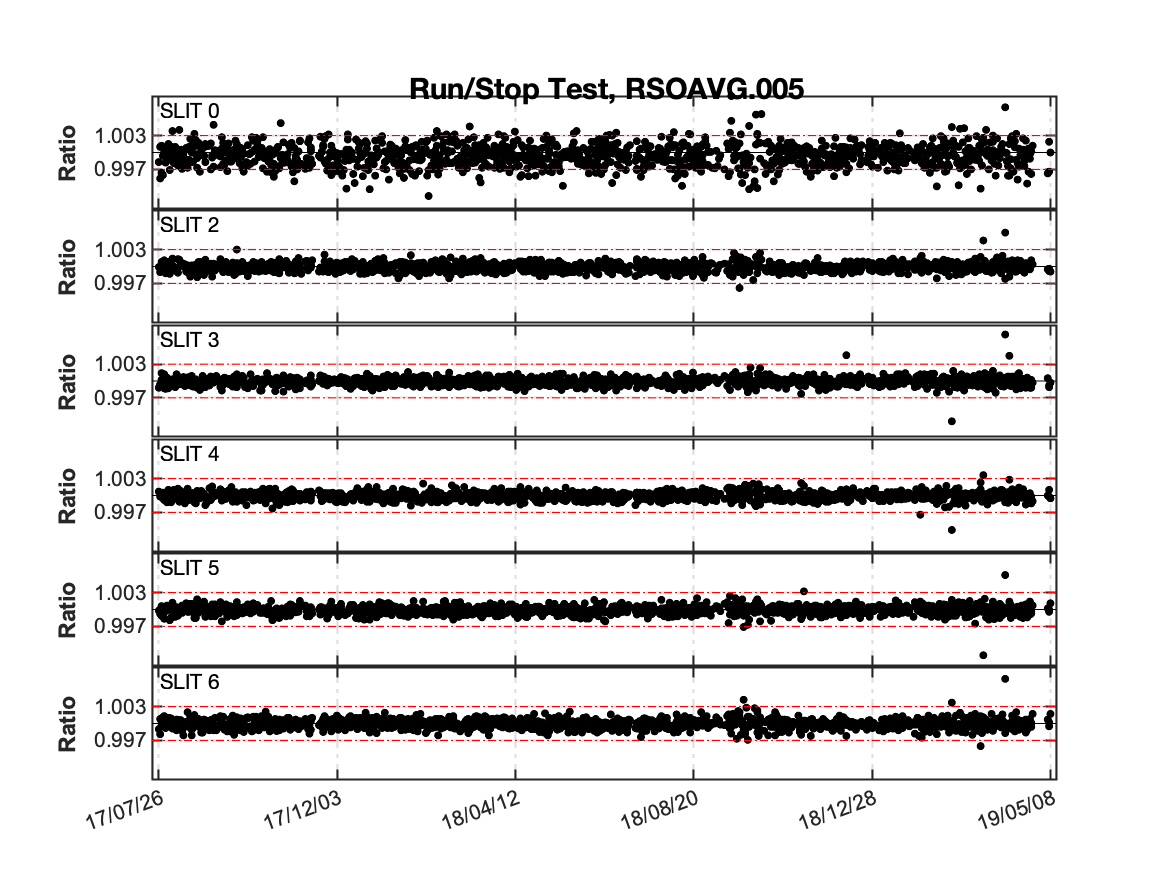 Run/Stop Test, RSOAVG.005
SLIT 0
Ratio
1.003
0.997
SLIT 2
Ratio
1.003
0.997
SLIT 3
Ratio
1.003
0.997
SLIT 4
Ratio
1.003
0.997
SLIT 5
Ratio
1.003
0.997
SLIT 6
Ratio
1.003
0.997
17/07/26 17/12/03 18/04/12 18/08/20 18/12/28 19/05/08